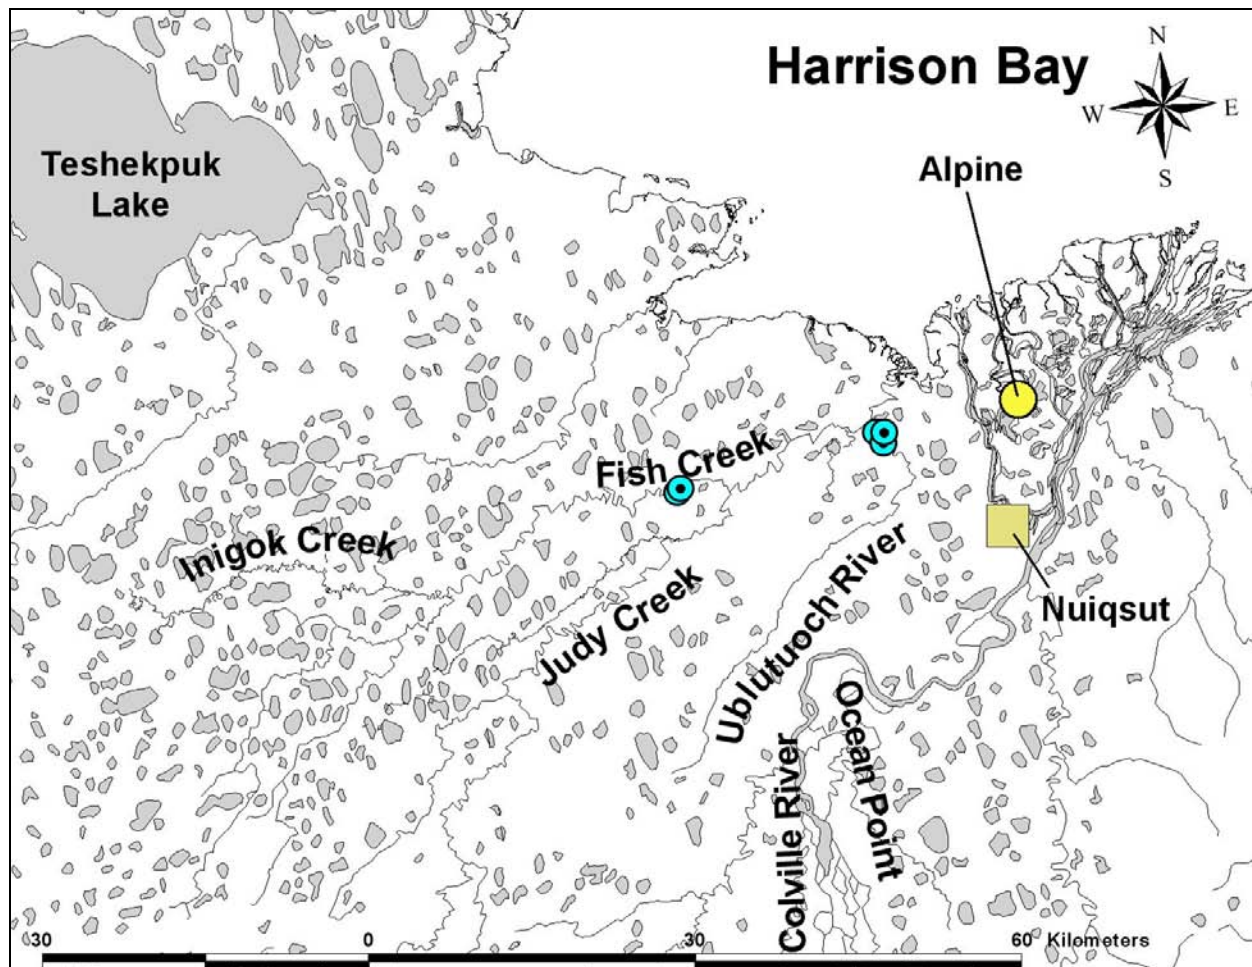 Harrison Bay
N
W
E
S
Teshekpuk
Lake
Alpine
Fish Creek
Inigok Creek
Judy Creek
Ublutuoch River
Nuiqsut
Ocean Point
Colville River
30
0
30
60 Kilometers